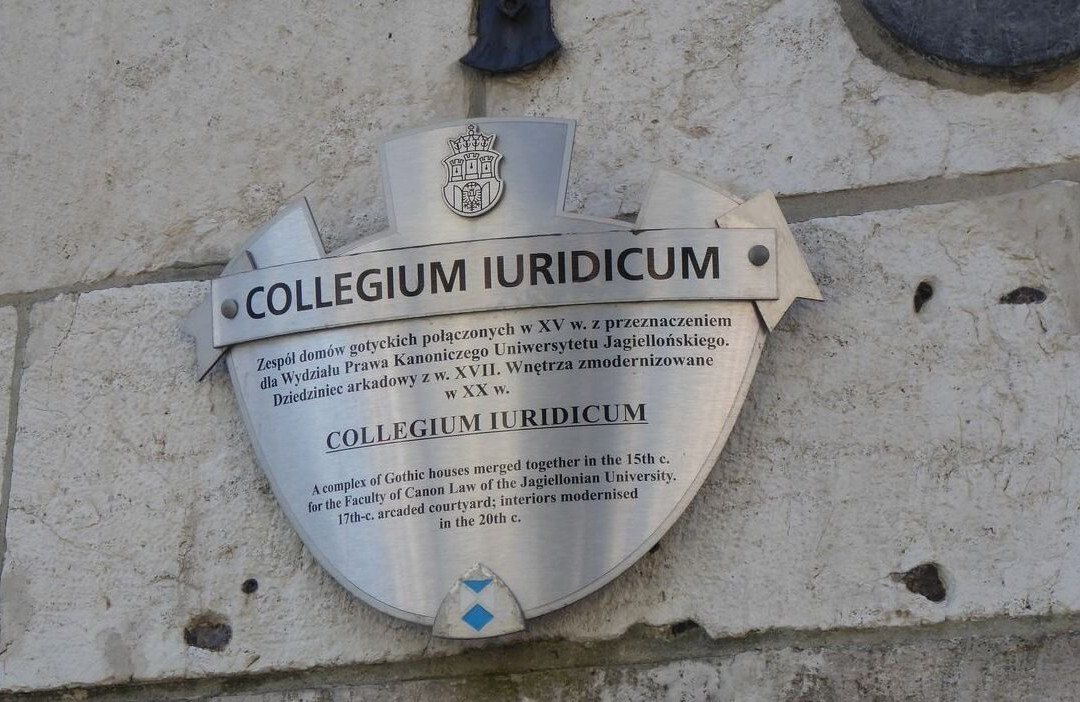 COLLEGIUM IURIDICUM
Zespół domów gotyckich połączonych w XV w. z przeznaczeniem
dla Wydziału Prawa Kanoniczego Uniwersytetu Jagiellońskiego.
Dziedziniec arkadowy z w. XVII. Wnętrza zmodernizowane
w XX w.
COLLEGIUM IURIDICUM
A complex of Gothic houses merged together in the 15th c.
for the Faculty of Canon Law of the Jagiellonian University.
17th-c. arcaded courtyard; interiors modernised
in the 20th c.